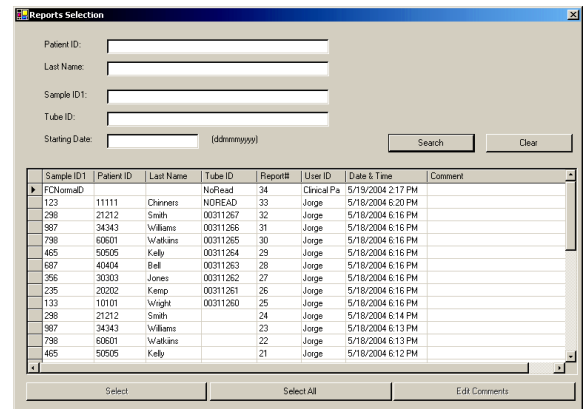 Reports Selection
Patient ID:
Last Name:
Sample ID1:
Tube ID:
Starting Date: (ddmmmyyyy) Search Clear
Sample ID1 Patient ID Last Name Tube ID Report# User ID Date & Time Comment
FCNormalD NoRead 34 Clinical Pa 5/19/2004 2:17 PM
123 11111 Chinners NOREAD 33 Jorge 5/18/2004 6:20 PM
298 21212 Smith 00311267 32 Jorge 5/18/2004 6:16 PM
987 34343 Williams 00311266 31 Jorge 5/18/2004 6:16 PM
798 60601 Watkiins 00311265 30 Jorge 5/18/2004 6:16 PM
465 50505 Kelly 00311264 29 Jorge 5/18/2004 6:16 PM
687 40404 Bell 00311263 28 Jorge 5/18/2004 6:16 PM
356 30303 Jones 00311262 27 Jorge 5/18/2004 6:16 PM
235 20202 Kemp 00311261 26 Jorge 5/18/2004 6:16 PM
133 10101 Wright 00311260 25 Jorge 5/18/2004 6:16 PM
298 21212 Smith 24 Jorge 5/18/2004 6:14 PM
987 34343 Williams 23 Jorge 5/18/2004 6:13 PM
798 60601 Watkiins 22 Jorge 5/18/2004 6:13 PM
465 50505 Kelly 21 Jorge 5/18/2004 6:12 PM
Select Select All Edit Comments